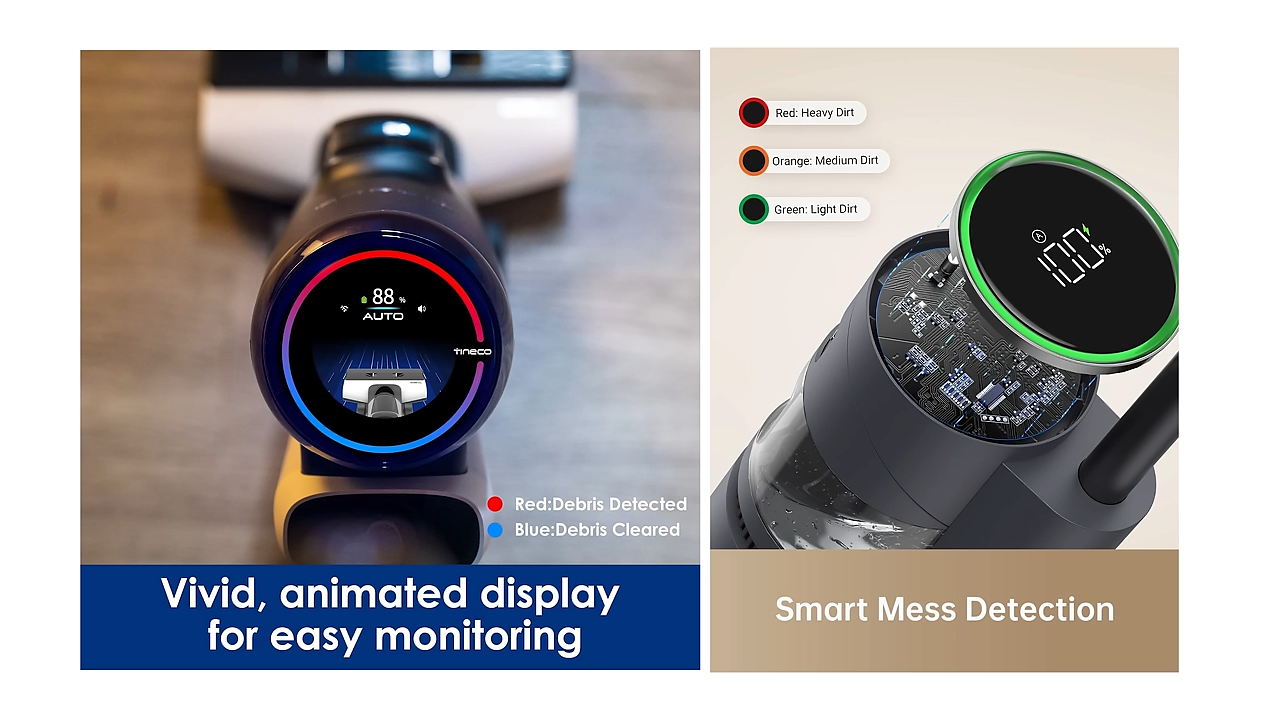 88 %
AUTO
tineco
Red:Debris Detected
Blue:Debris Cleared
Vivid, animated display
for easy monitoring
Red: Heavy Dirt
Orange: Medium Dirt
Green: Light Dirt
A
100%
Smart Mess Detection